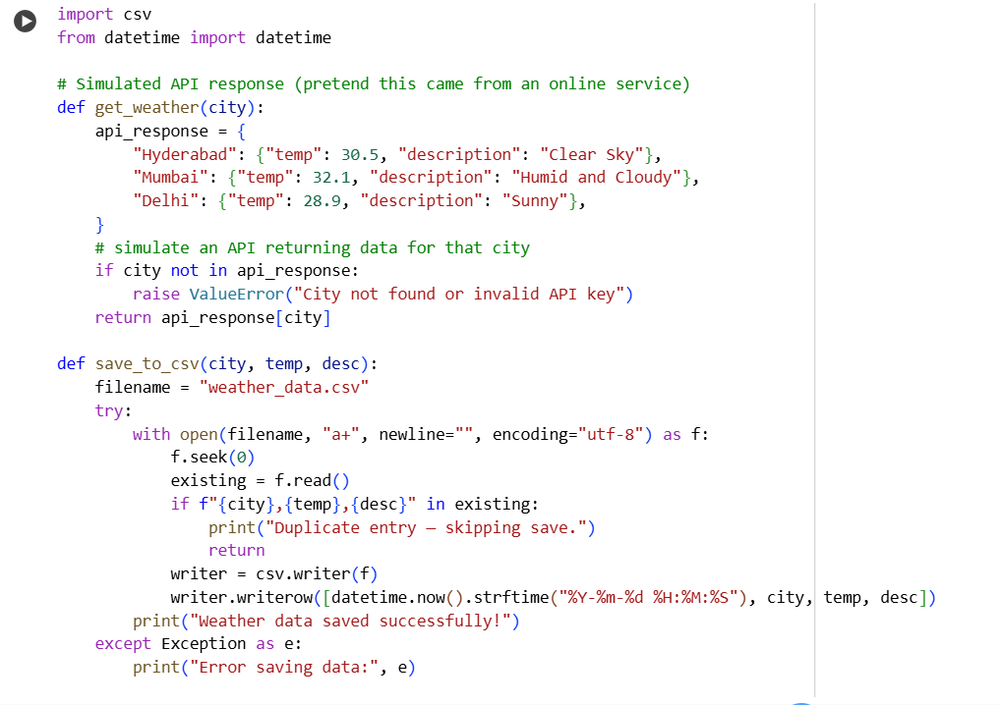 import csv
from datetime import datetime
# Simulated API response (pretend this came from an online service)
def get_weather(city):
    api_response = {
        "Hyderabad": {"temp": 30.5, "description": "Clear Sky"},
        "Mumbai": {"temp": 32.1, "description": "Humid and Cloudy"},
        "Delhi": {"temp": 28.9, "description": "Sunny"},
    }
    # simulate an API returning data for that city
    if city not in api_response:
        raise ValueError("City not found or invalid API key")
    return api_response[city]
def save_to_csv(city, temp, desc):
    filename = "weather_data.csv"
    try:
        with open(filename, "a+", newline="", encoding="utf-8") as f:
            f.seek(0)
            existing = f.read()
            if f"{city},{temp},{desc}" in existing:
                print("Duplicate entry — skipping save.")
                return
            writer = csv.writer(f)
            writer.writerow([datetime.now().strftime("%Y-%m-%d %H:%M:%S"), city, temp, desc])
        print("Weather data saved successfully!")
    except Exception as e:
        print("Error saving data:", e)